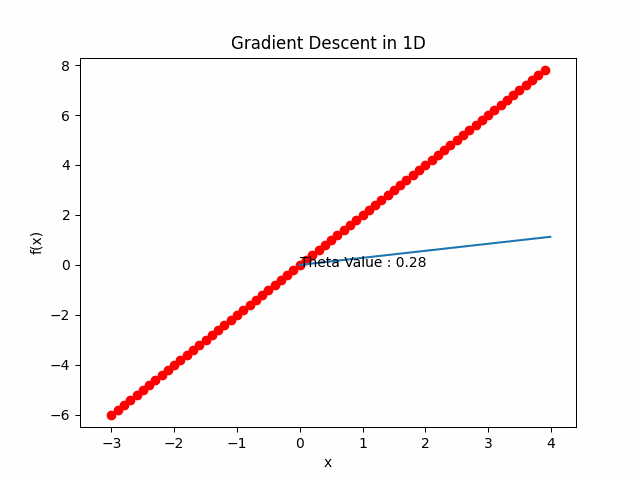 Gradient Descent in 1D
8
6
4
2
0
−2
−4
−6
f(x)
Theta Value : 0.28
−3 −2 −1 0 1 2 3 4
x